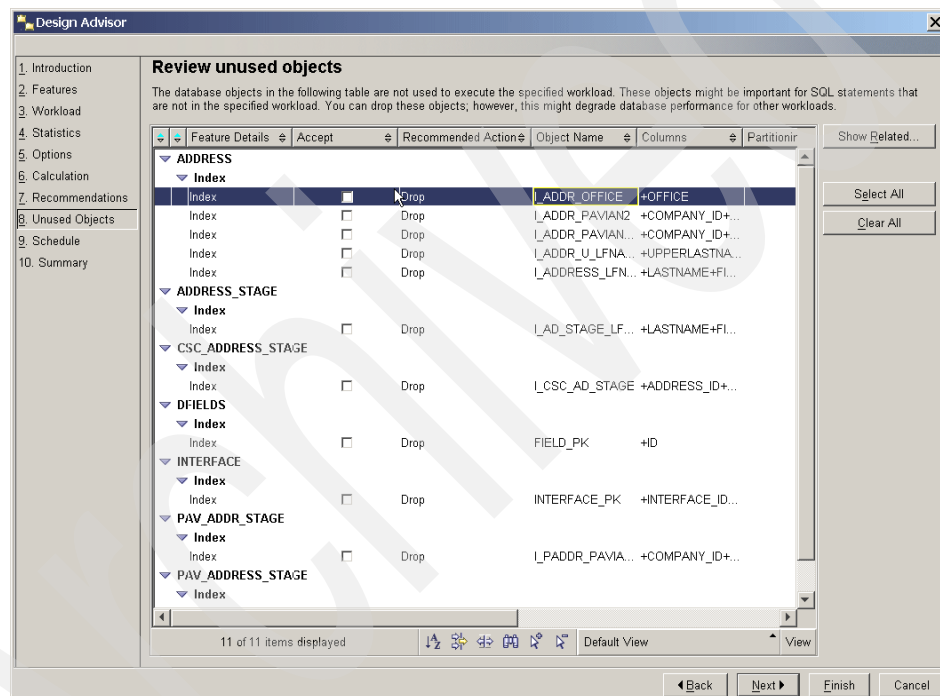 Design Advisor
1. Introduction
2. Features
3. Workload
4. Statistics
5. Options
6. Calculation
7. Recommendations
8. Unused Objects
9. Schedule
10. Summary
Review unused objects
The database objects in the following table are not used to execute the specified workload. These objects might be important for SQL statements that
are not in the specified workload. You can drop these objects; however, this might degrade database performance for other workloads.
Feature Details Accept Recommended Action Object Name Columns Partitionir
ADDRESS
Index
Index Drop I_ADDR_OFFICE +OFFICE
Index Drop I_ADDR_PAVIAN2 +COMPANY_ID+...
Index Drop I_ADDR_PAVIAN... +COMPANY_ID+...
Index Drop I_ADDR_U_LFNA... +UPPERLASTNA...
Index Drop I_ADDRESS_LFN... +LASTNAME+FI...
ADDRESS_STAGE
Index
Index Drop I_AD_STAGE_LF... +LASTNAME+FI...
CSC_ADDRESS_STAGE
Index
Index Drop I_CSC_AD_STAGE +ADDRESS_ID+...
DFIELDS
Index
Index Drop FIELD_PK +ID
INTERFACE
Index
Index Drop INTERFACE_PK +INTERFACE_ID...
PAV_ADDR_STAGE
Index
Index Drop I_PADDR_PAVIA... +COMPANY_ID+...
PAV_ADDRESS_STAGE
Index
11 of 11 items displayed Default View View
Show Related...
Select All
Clear All
Back Next Finish Cancel